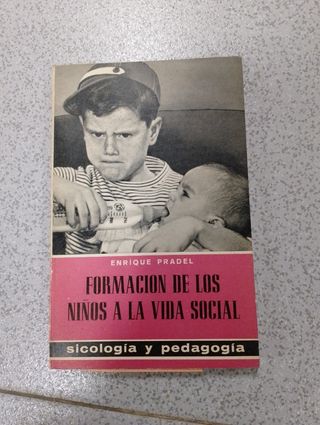 ENRIQUE PRADEL
FORMACION DE LOS
NIÑOS A LA VIDA SOCIAL
sicología y pedagogía